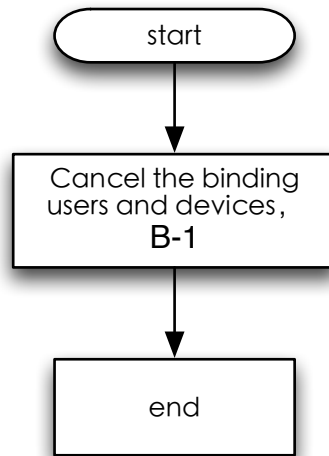 start
Cancel the binding
users and devices,
B-1
end